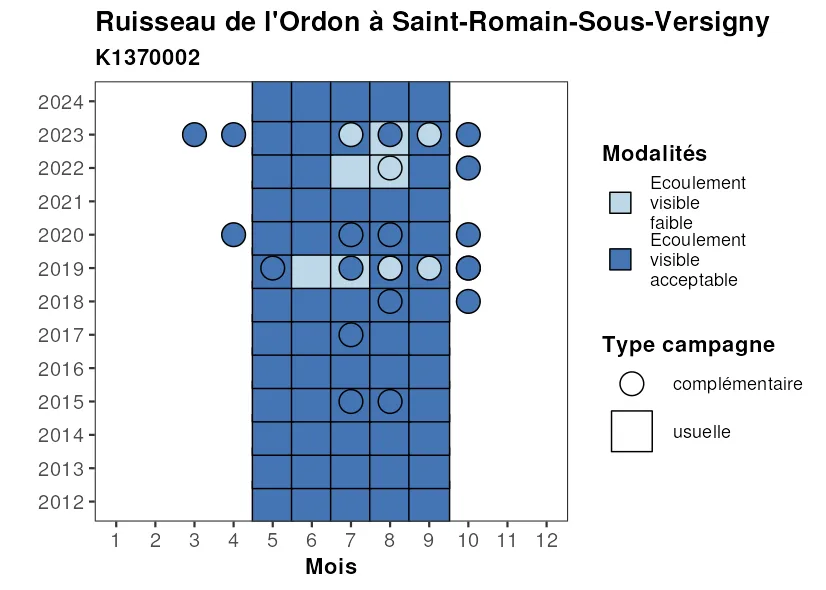 Ruisseau de l'Ordon à Saint-Romain-Sous-Versigny
K1370002
2024
2023
2022
2021
2020
2019
2018
2017
2016
2015
2014
2013
2012
1 2 3 4 5 6 7 8 9 10 11 12
Mois
Modalités
Ecoulement
visible
faible
Ecoulement
visible
acceptable
Type campagne
complémentaire
usuelle